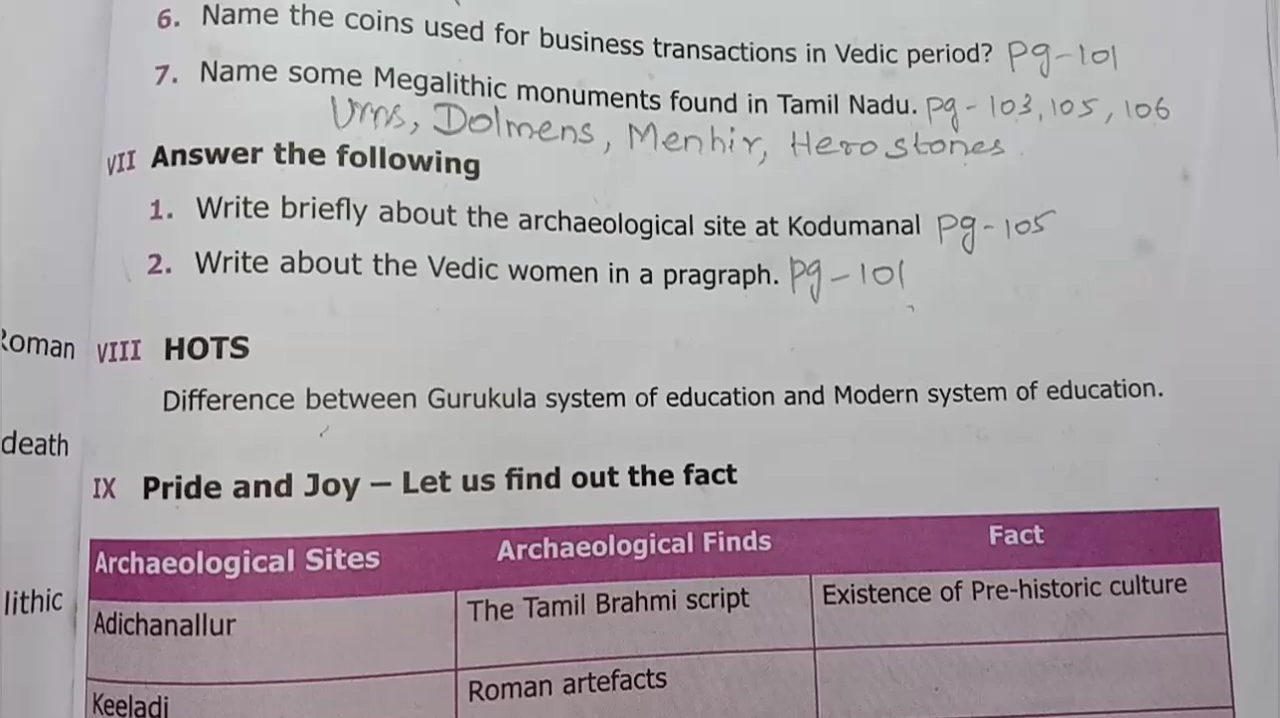 6. Name the coins used for business transactions in Vedic period? pg-101
7. Name some Megalithic monuments found in Tamil Nadu. pg-103,105,106
Urns, Dolmens, Menhir, Hero stones
VII Answer the following
1. Write briefly about the archaeological site at Kodumanal pg-105
2. Write about the Vedic women in a paragraph. pg-101
Roman
VIII HOTS
Difference between Gurukula system of education and Modern system of education.
death
IX Pride and Joy – Let us find out the fact
Archaeological Sites Archaeological Finds Fact
lithic
Adichanallur The Tamil Brahmi script Existence of Pre-historic culture
Keeladi Roman artefacts